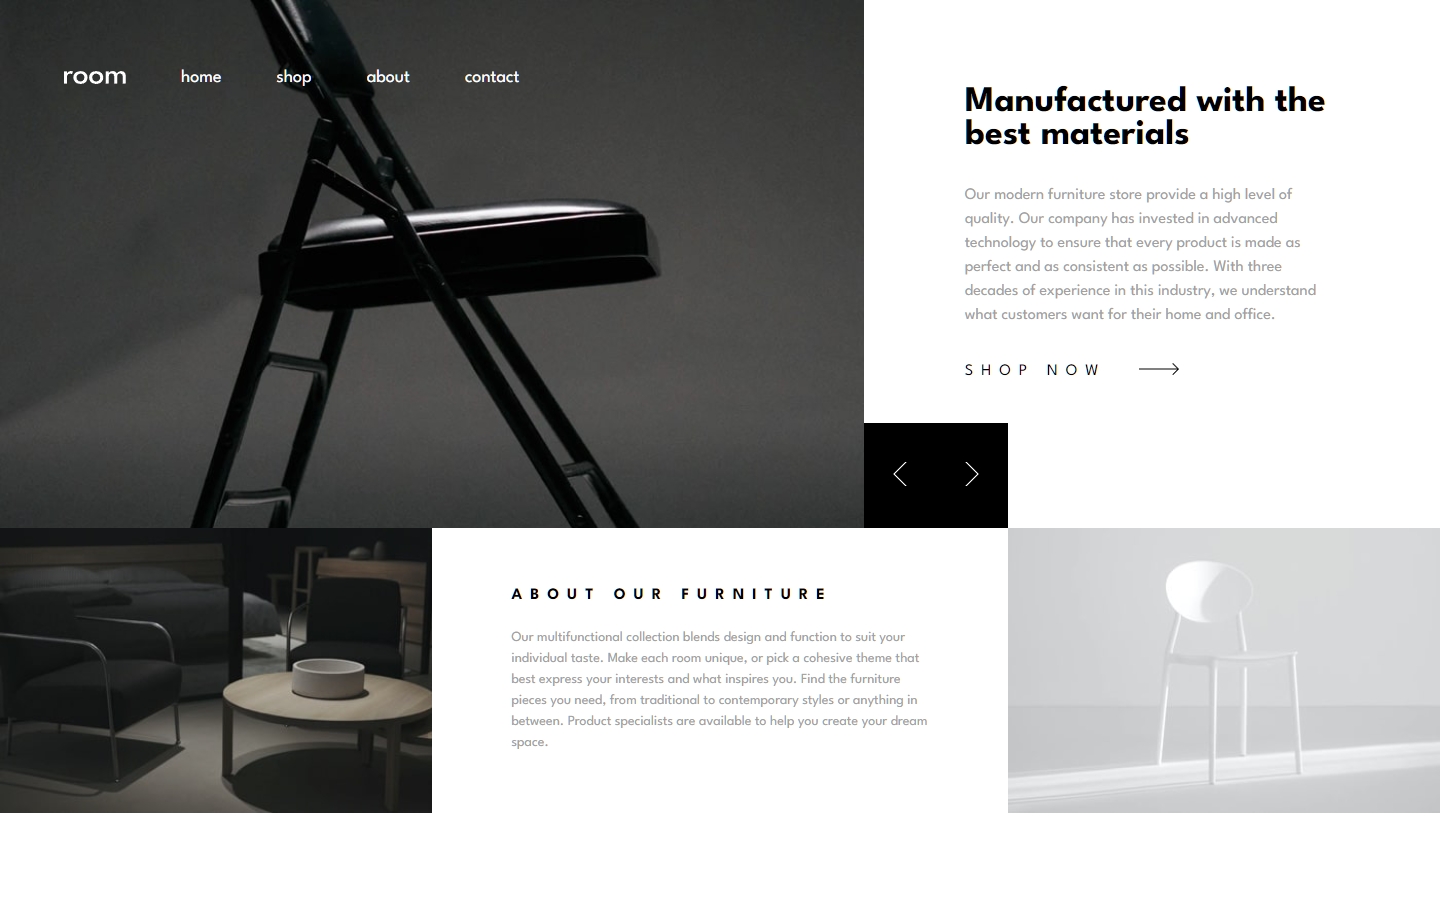 room home shop about contact
Manufactured with the
best materials
Our modern furniture store provide a high level of
quality. Our company has invested in advanced
technology to ensure that every product is made as
perfect and as consistent as possible. With three
decades of experience in this industry, we understand
what customers want for their home and office.
SHOP NOW
ABOUT OUR FURNITURE
Our multifunctional collection blends design and function to suit your
individual taste. Make each room unique, or pick a cohesive theme that
best express your interests and what inspires you. Find the furniture
pieces you need, from traditional to contemporary styles or anything in
between. Product specialists are available to help you create your dream
space.